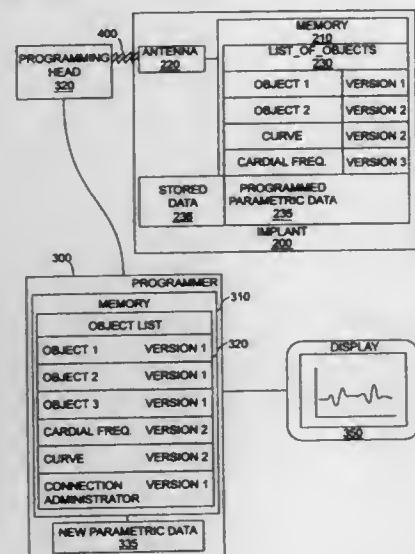 400
PROGRAMMING
HEAD
320
ANTENNA
220
MEMORY
210
LIST_OF_OBJECTS
230
OBJECT 1 VERSION 1
OBJECT 2 VERSION 2
CURVE VERSION 2
CARDIAL FREQ. VERSION 3
STORED
DATA
236
PROGRAMMED
PARAMETRIC DATA
235
IMPLANT
200
300
PROGRAMMER
310
MEMORY
OBJECT LIST
320
OBJECT 1 VERSION 1
OBJECT 2 VERSION 1
OBJECT 3 VERSION 1
CARDIAL FREQ. VERSION 2
CURVE VERSION 2
CONNECTION VERSION 1
ADMINISTRATOR
NEW PARAMETRIC DATA
335
DISPLAY
350